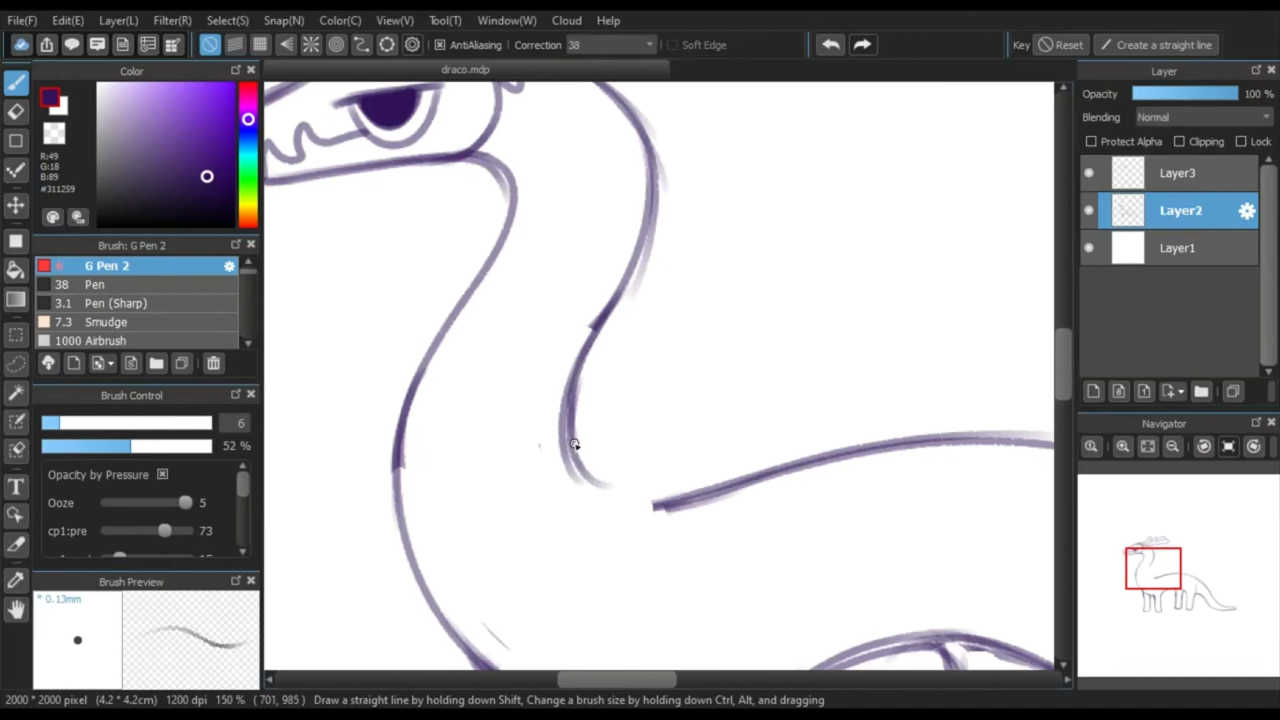 File(F) Edit(E) Layer(L) Filter(R) Select(S) Snap(N) Color(C) View(V) Tool(T) Window(W) Cloud Help
AntiAliasing Correction 38 Soft Edge Key Reset Create a straight line
Color
draco.mdp
Layer
Opacity 100 %
Blending Normal
Protect Alpha Clipping Lock
R:49
G:18
B:89
#311259
Layer3
Layer2
Layer1
Brush: G Pen 2
6 G Pen 2
38 Pen
3.1 Pen (Sharp)
7.3 Smudge
1000 Airbrush
Brush Control
6
52 %
Opacity by Pressure
Ooze 5
cp1:pre 73
Navigator
Brush Preview
* 0.13mm
2000 * 2000 pixel (4.2 * 4.2cm) 1200 dpi 150 % ( 701, 985 ) Draw a straight line by holding down Shift, Change a brush size by holding down Ctrl, Alt, and dragging